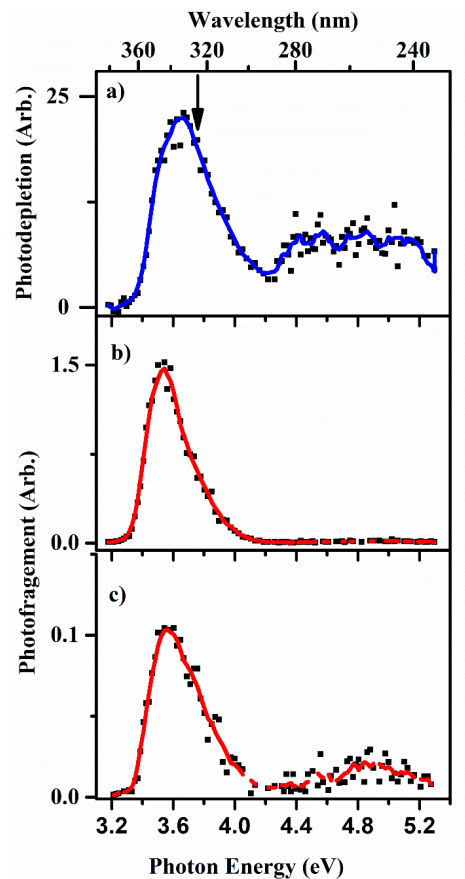 Wavelength (nm)
360 320 280 240
a)
25
0
Photodepletion (Arb.)
b)
1.5
0.0
Photofragement (Arb.)
c)
0.1
0.0
3.2 3.6 4.0 4.4 4.8 5.2
Photon Energy (eV)